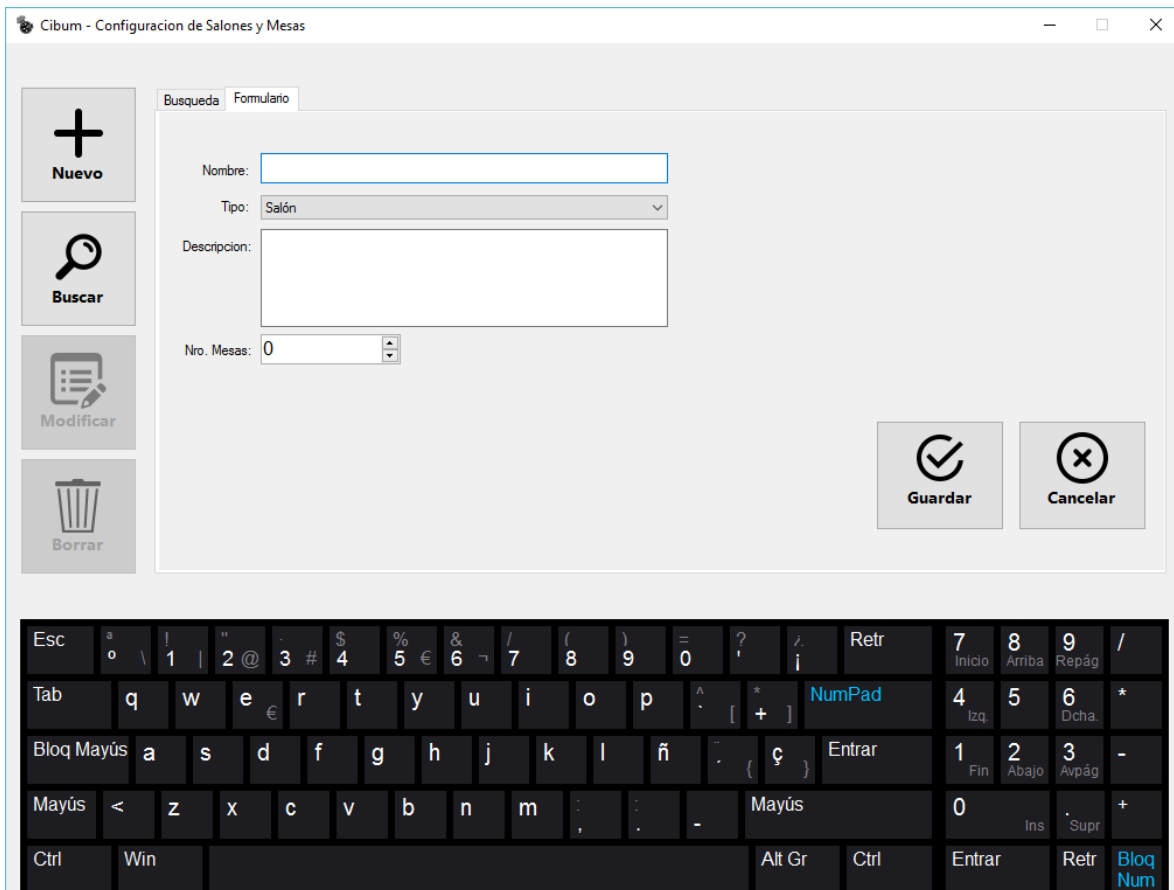 Cibum - Configuracion de Salones y Mesas
Busqueda Formulario
Nuevo
Nombre:
Tipo: Salón
Descripcion:
Buscar
Nro. Mesas: 0
Modificar
Guardar Cancelar
Borrar
Esc ª º \ ! 1 | " 2 @ · 3 # $ 4 % 5 € & 6 ¬ / 7 ( 8 ) 9 = 0 ? ' ¿ ¡ Retr 7 Inicio 8 Arriba 9 Repág /
Tab q w e € r t y u i o p ^ ` [ * + ] NumPad 4 Izq. 5 6 Dcha. *
Bloq Mayús a s d f g h j k l ñ ¨ ´ { ç } Entrar 1 Fin 2 Abajo 3 Avpág -
Mayús < z x c v b n m ; , : . - Mayús 0 Ins . Supr +
Ctrl Win Alt Gr Ctrl Entrar Retr Bloq Num